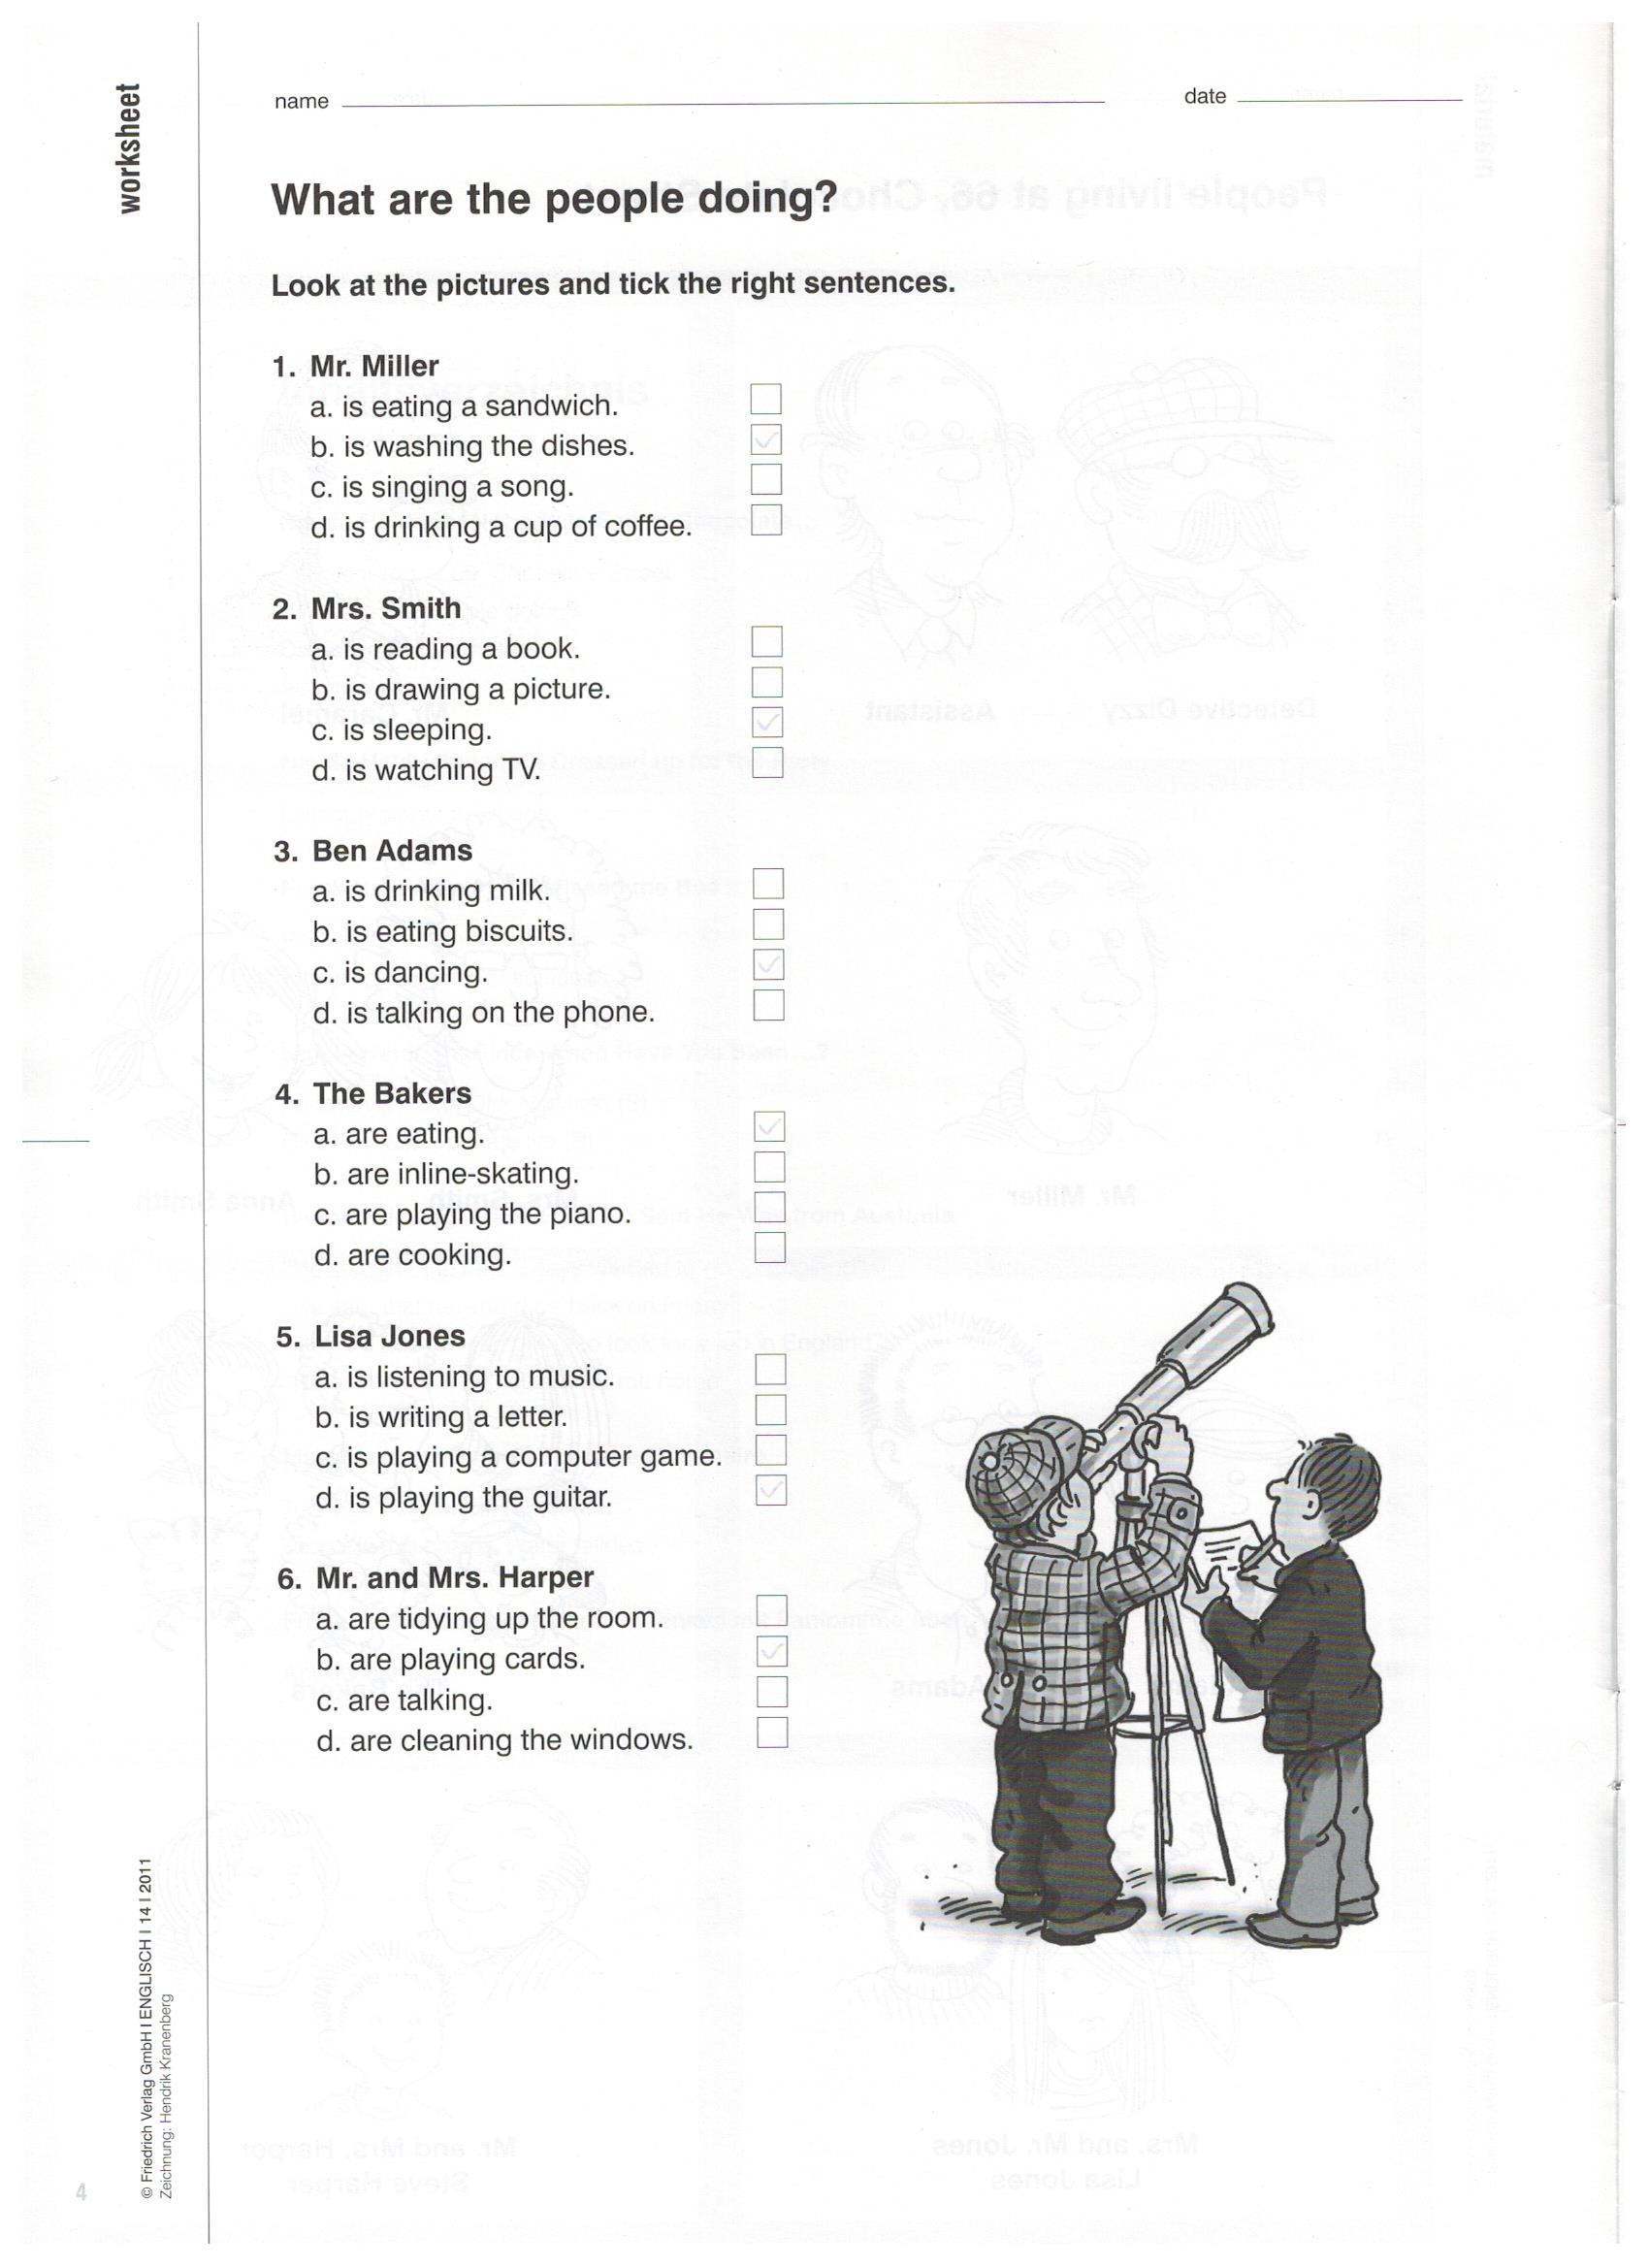 worksheet
name date
What are the people doing?
Look at the pictures and tick the right sentences.
1. Mr. Miller
a. is eating a sandwich.
b. is washing the dishes.
c. is singing a song.
d. is drinking a cup of coffee.
2. Mrs. Smith
a. is reading a book.
b. is drawing a picture.
c. is sleeping.
d. is watching TV.
3. Ben Adams
a. is drinking milk.
b. is eating biscuits.
c. is dancing.
d. is talking on the phone.
4. The Bakers
a. are eating.
b. are inline-skating.
c. are playing the piano.
d. are cooking.
5. Lisa Jones
a. is listening to music.
b. is writing a letter.
c. is playing a computer game.
d. is playing the guitar.
6. Mr. and Mrs. Harper
a. are tidying up the room.
b. are playing cards.
c. are talking.
d. are cleaning the windows.
© Friedrich Verlag GmbH I ENGLISCH I 14 I 2011
Zeichnung: Hendrik Kranenberg
4